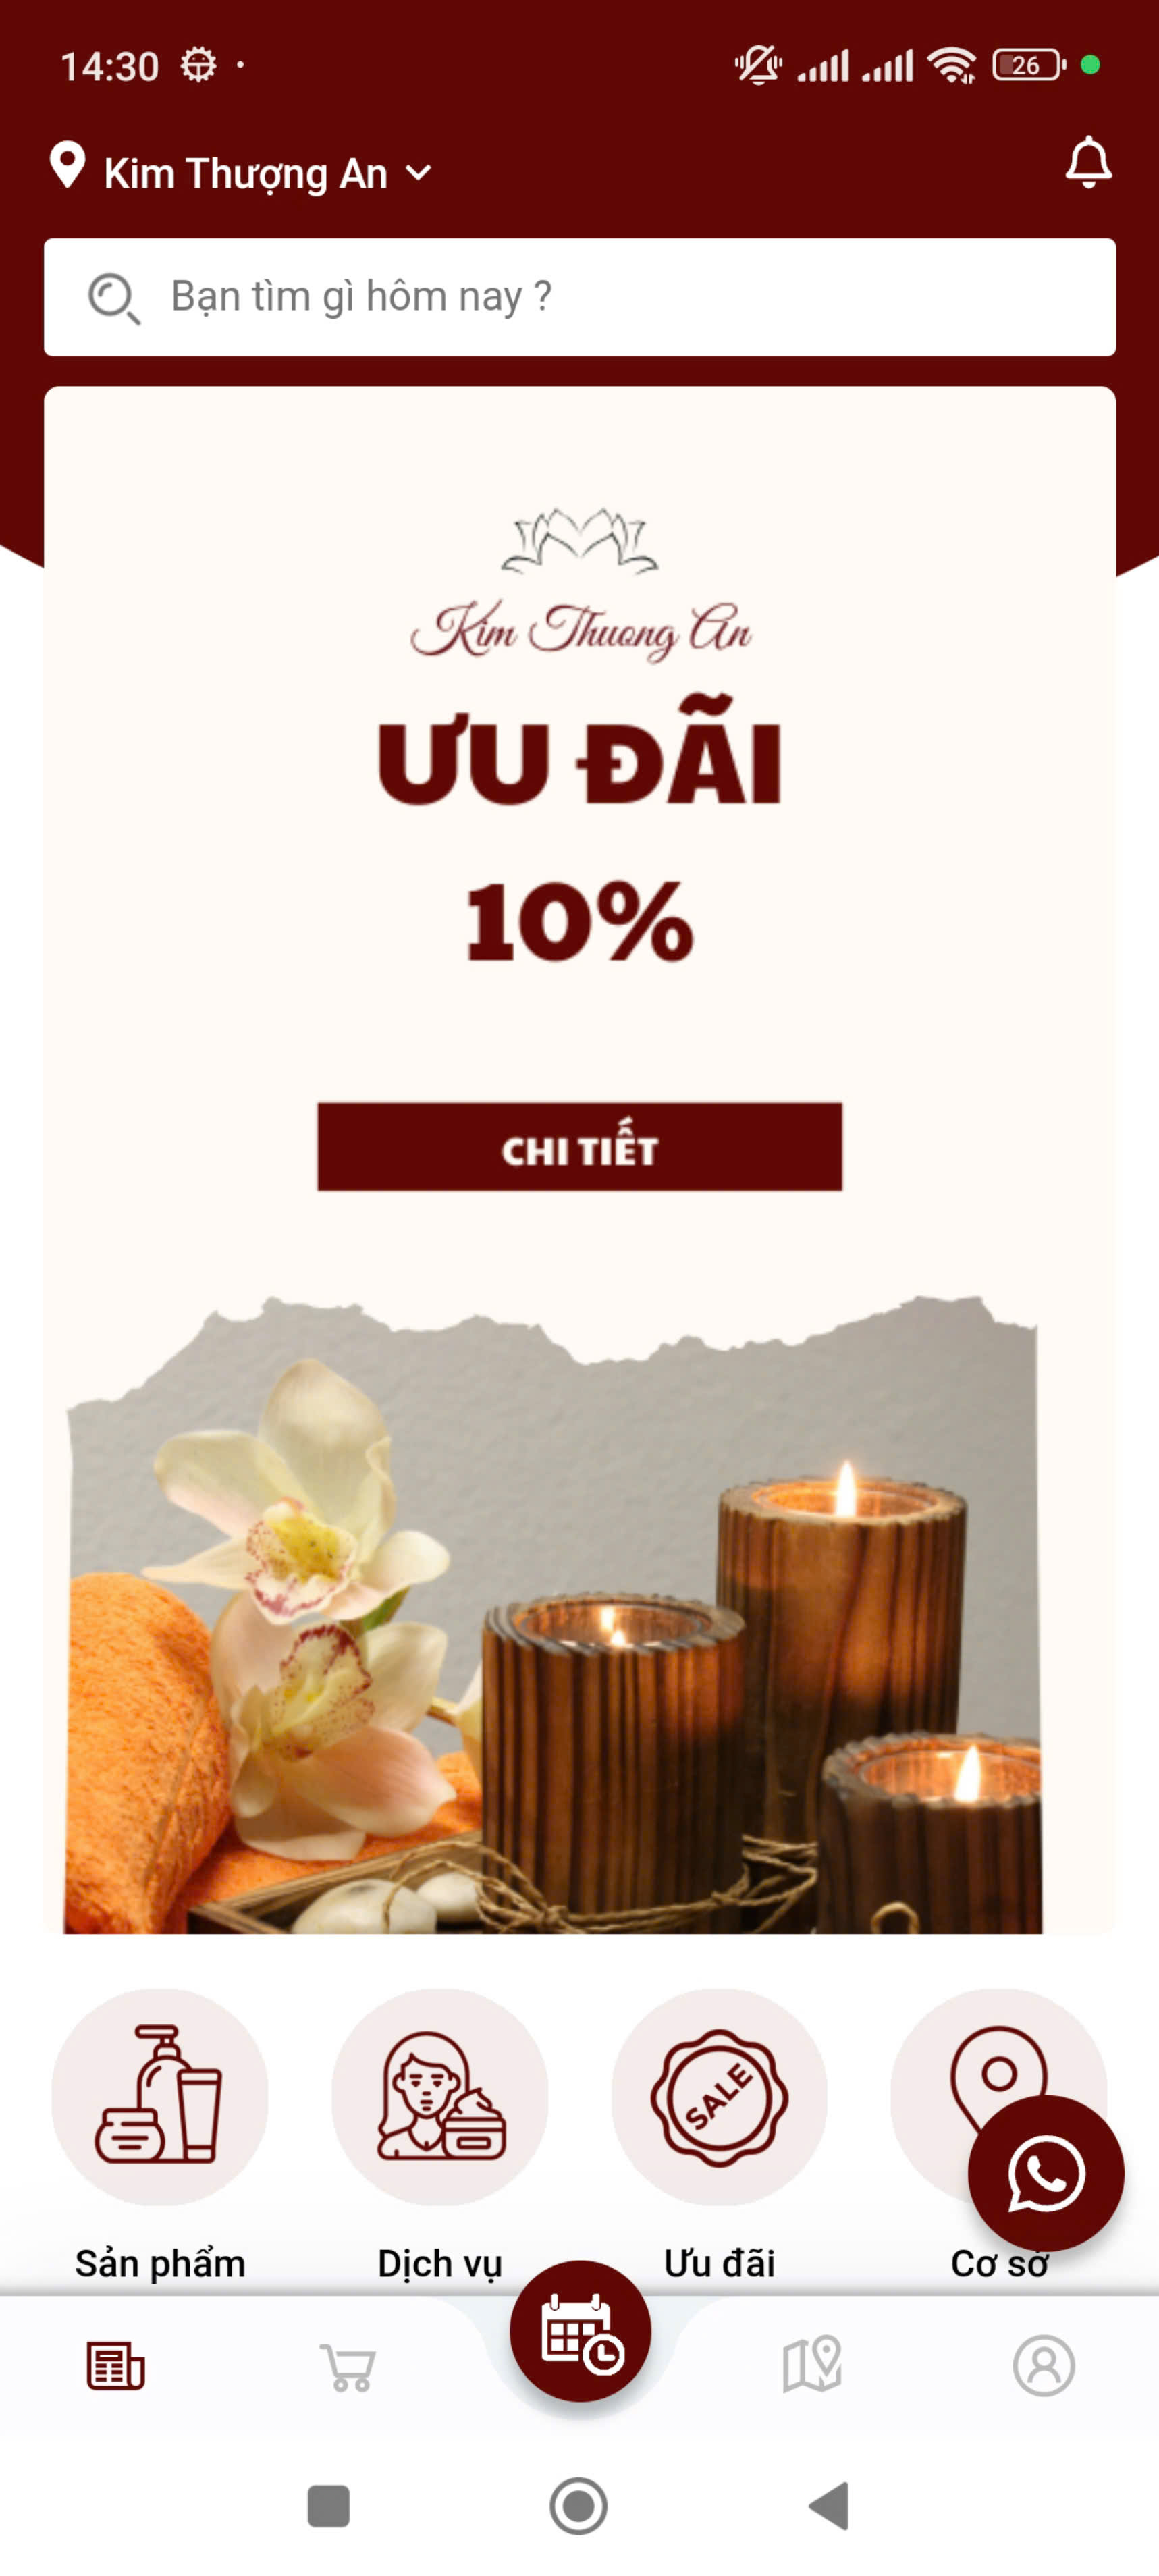 14:30
26
Kim Thượng An
Bạn tìm gì hôm nay ?
Kim Thuong An
ƯU ĐÃI
10%
CHI TIẾT
SALE
Sản phẩm
Dịch vụ
Ưu đãi
Cơ sở